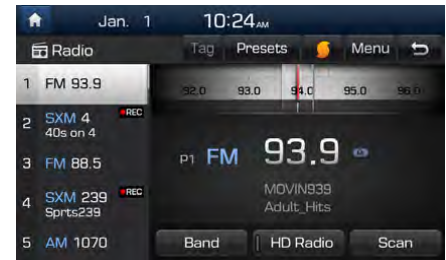 Jan. 1 10:24 AM
Radio Tag Presets Menu
1 FM 93.9
2 SXM 4 REC
40s on 4
3 FM 88.5
4 SXM 239 REC
Sprts239
5 AM 1070
92.0 93.0 94.0 95.0 96.0
P1 FM 93.9
MOVIN939
Adult_Hits
Band HD Radio Scan